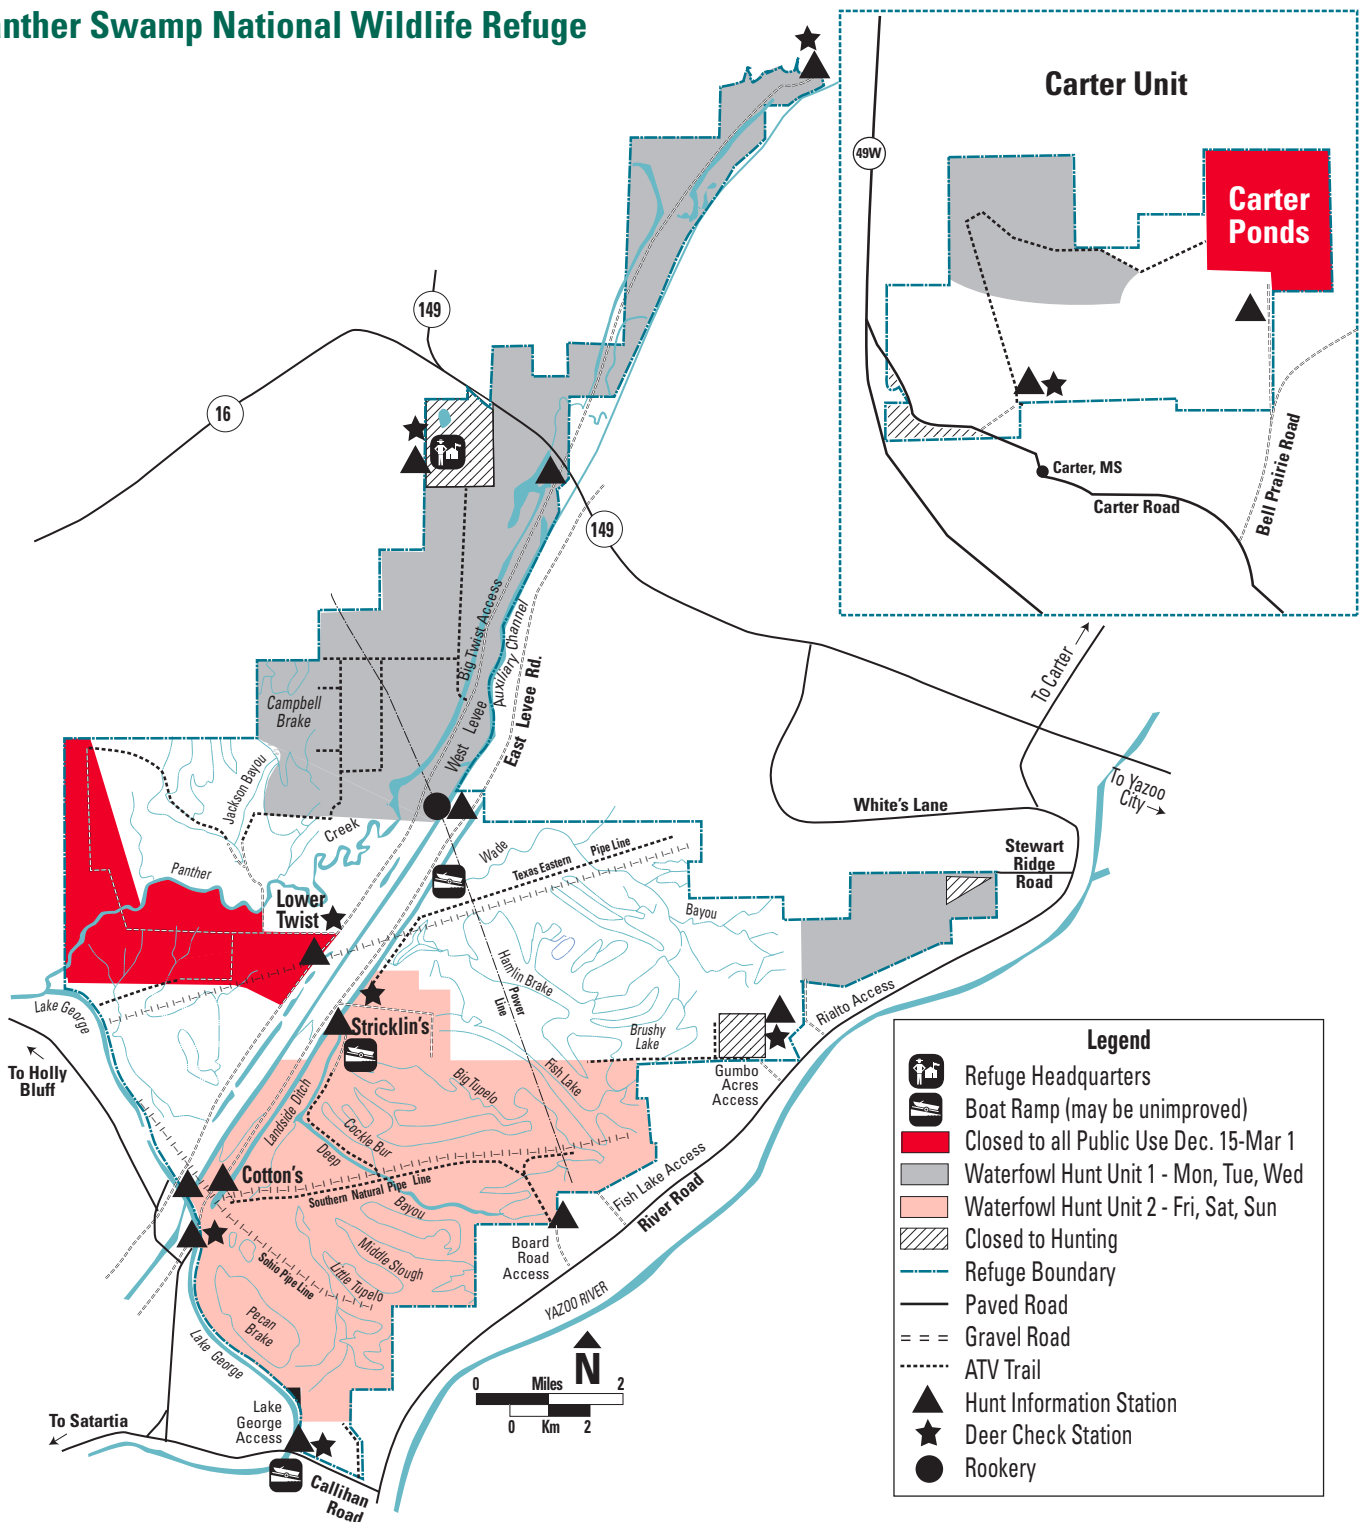 nther Swamp National Wildlife Refuge
Carter Unit
49W
Carter
Ponds
Carter, MS
Carter Road
Bell Prairie Road
149
16
149
Big Twist Access
Auxiliary Channel
West Levee
East Levee Rd.
Campbell
Brake
Jackson Bayou
Creek
Panther
Lower
Twist
Lake George
To Holly
Bluff
To Carter
To Yazoo
City
White's Lane
Stewart
Ridge
Road
Wade
Texas Eastern Pipe Line
Bayou
Hamlin Brake
Power
Line
Brushy
Lake
Rialto Access
Stricklin's
Fish Lake
Big Tupelo
Gumbo
Acres
Access
Landside Ditch
Cockle Bur
Deep
Cotton's
Southern Natural Pipe Line
Bayou
Fish Lake Access
River Road
Board
Road
Access
Middle Slough
Little Tupelo
Sohio Pipe Line
Pecan
Brake
YAZOO RIVER
Lake George
Lake
George
Access
To Satartia
Callihan
Road
N
0 Miles 2
0 Km 2
Legend
Refuge Headquarters
Boat Ramp (may be unimproved)
Closed to all Public Use Dec. 15-Mar 1
Waterfowl Hunt Unit 1 - Mon, Tue, Wed
Waterfowl Hunt Unit 2 - Fri, Sat, Sun
Closed to Hunting
Refuge Boundary
Paved Road
Gravel Road
ATV Trail
Hunt Information Station
Deer Check Station
Rookery